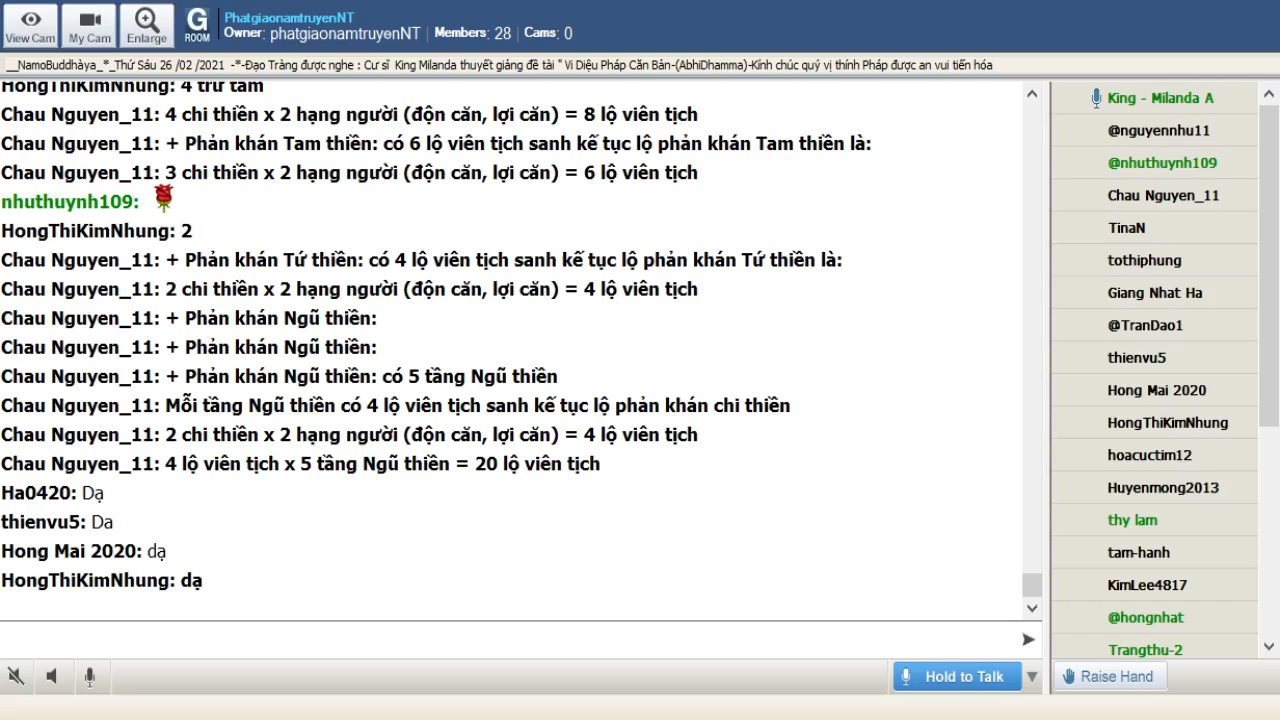 View Cam
My Cam
Enlarge
G
ROOM
PhatgiaonamtruyenNT
Owner: phatgiaonamtruyenNT | Members: 28 | Cams: 0
__NamoBuddhàya_*_Thứ Sáu 26 /02 /2021 -*-Đạo Tràng được nghe : Cư sĩ King Milanda thuyết giảng đề tài " Vi Diệu Pháp Căn Bản-(AbhiDhamma)-Kính chúc quý vị thính Pháp được an vui tiến hóa
HongThiKimNhung: 4 trừ tâm
Chau Nguyen_11: 4 chi thiền x 2 hạng người (độn căn, lợi căn) = 8 lộ viên tịch
Chau Nguyen_11: + Phản khán Tam thiền: có 6 lộ viên tịch sanh kế tục lộ phản khán Tam thiền là:
Chau Nguyen_11: 3 chi thiền x 2 hạng người (độn căn, lợi căn) = 6 lộ viên tịch
nhuthuynh109:
HongThiKimNhung: 2
Chau Nguyen_11: + Phản khán Tứ thiền: có 4 lộ viên tịch sanh kế tục lộ phản khán Tứ thiền là:
Chau Nguyen_11: 2 chi thiền x 2 hạng người (độn căn, lợi căn) = 4 lộ viên tịch
Chau Nguyen_11: + Phản khán Ngũ thiền:
Chau Nguyen_11: + Phản khán Ngũ thiền:
Chau Nguyen_11: + Phản khán Ngũ thiền: có 5 tầng Ngũ thiền
Chau Nguyen_11: Mỗi tầng Ngũ thiền có 4 lộ viên tịch sanh kế tục lộ phản khán chi thiền
Chau Nguyen_11: 2 chi thiền x 2 hạng người (độn căn, lợi căn) = 4 lộ viên tịch
Chau Nguyen_11: 4 lộ viên tịch x 5 tầng Ngũ thiền = 20 lộ viên tịch
Ha0420: Dạ
thienvu5: Da
Hong Mai 2020: dạ
HongThiKimNhung: dạ
King - Milanda A
@nguyennhu11
@nhuthuynh109
Chau Nguyen_11
TinaN
tothiphung
Giang Nhat Ha
@TranDao1
thienvu5
Hong Mai 2020
HongThiKimNhung
hoacuctim12
Huyenmong2013
thy lam
tam-hanh
KimLee4817
@hongnhat
Trangthu-2
Hold to Talk
Raise Hand